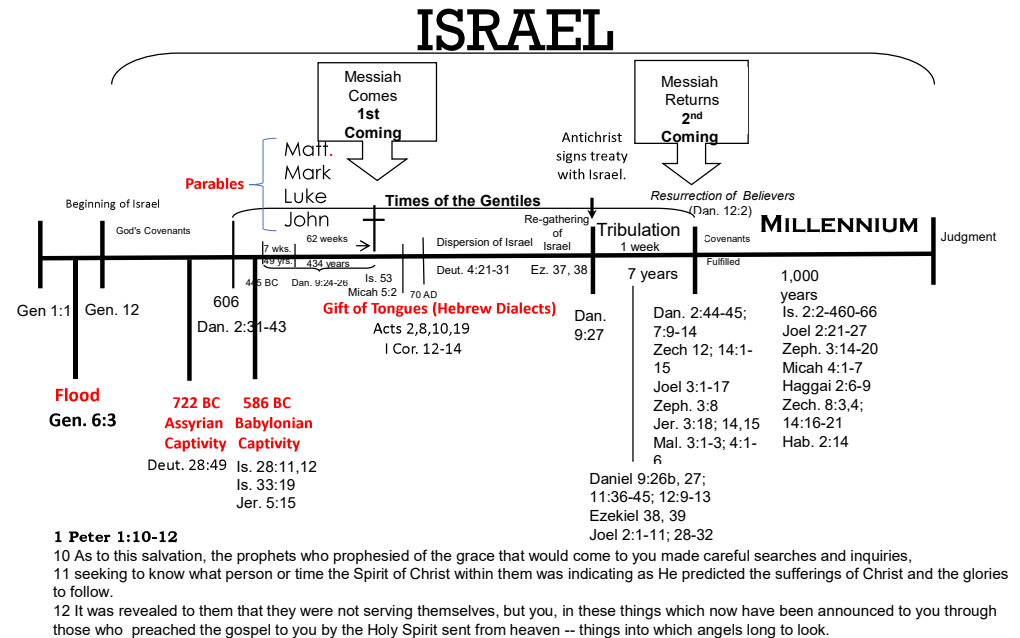 ISRAEL
Messiah
Comes
1st
Coming
Messiah
Returns
2nd
Coming
Antichrist
signs treaty
with Israel.
Matt.
Mark
Luke
John
Parables
Times of the Gentiles
Resurrection of Believers
(Dan. 12:2)
Beginning of Israel
God's Covenants
62 weeks
7 wks.
49 yrs.
434 years
Dispersion of Israel
Re-gathering
of
Israel
Tribulation
1 week
7 years
Covenants
Fulfilled
MILLENNIUM
Judgment
1,000
years
Gen 1:1
Gen. 12
606
Dan. 2:31-43
445 BC
Dan. 9:24-26
Is. 53
Micah 5:2
70 AD
Deut. 4:21-31
Ez. 37, 38
Gift of Tongues (Hebrew Dialects)
Acts 2,8,10,19
I Cor. 12-14
Dan.
9:27
Dan. 2:44-45;
7:9-14
Zech 12; 14:1-
15
Joel 3:1-17
Zeph. 3:8
Jer. 3:18; 14,15
Mal. 3:1-3; 4:1-
6
Is. 2:2-460-66
Joel 2:21-27
Zeph. 3:14-20
Micah 4:1-7
Haggai 2:6-9
Zech. 8:3,4;
14:16-21
Hab. 2:14
Flood
Gen. 6:3
722 BC
Assyrian
Captivity
Deut. 28:49
586 BC
Babylonian
Captivity
Is. 28:11,12
Is. 33:19
Jer. 5:15
Daniel 9:26b, 27;
11:36-45; 12:9-13
Ezekiel 38, 39
Joel 2:1-11; 28-32
1 Peter 1:10-12
10 As to this salvation, the prophets who prophesied of the grace that would come to you made careful searches and inquiries,
11 seeking to know what person or time the Spirit of Christ within them was indicating as He predicted the sufferings of Christ and the glories
to follow.
12 It was revealed to them that they were not serving themselves, but you, in these things which now have been announced to you through
those who preached the gospel to you by the Holy Spirit sent from heaven -- things into which angels long to look.